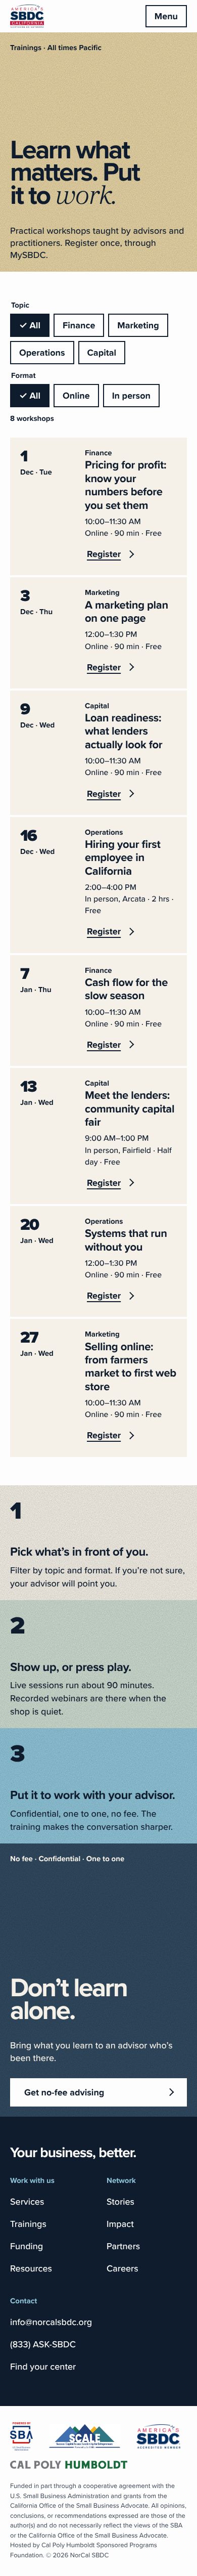 AMERICA'S
SBDC
CALIFORNIA
Menu
Trainings · All times Pacific
Learn what
matters. Put
it to work.
Practical workshops taught by advisors and
practitioners. Register once, through
MySBDC.
Topic
All
Finance
Marketing
Operations
Capital
Format
All
Online
In person
8 workshops
1
Dec · Tue
Finance
Pricing for profit:
know your
numbers before
you set them
10:00–11:30 AM
Online · 90 min · Free
Register
3
Dec · Thu
Marketing
A marketing plan
on one page
12:00–1:30 PM
Online · 90 min · Free
Register
9
Dec · Wed
Capital
Loan readiness:
what lenders
actually look for
10:00–11:30 AM
Online · 90 min · Free
Register
16
Dec · Wed
Operations
Hiring your first
employee in
California
2:00–4:00 PM
In person, Arcata · 2 hrs ·
Free
Register
7
Jan · Thu
Finance
Cash flow for the
slow season
10:00–11:30 AM
Online · 90 min · Free
Register
13
Jan · Wed
Capital
Meet the lenders:
community capital
fair
9:00 AM–1:00 PM
In person, Fairfield · Half
day · Free
Register
20
Jan · Wed
Operations
Systems that run
without you
12:00–1:30 PM
Online · 90 min · Free
Register
27
Jan · Wed
Marketing
Selling online:
from farmers
market to first web
store
10:00–11:30 AM
Online · 90 min · Free
Register
1
Pick what's in front of you.
Filter by topic and format. If you're not sure,
your advisor will point you.
2
Show up, or press play.
Live sessions run about 90 minutes.
Recorded webinars are there when the
shop is quiet.
3
Put it to work with your advisor.
Confidential, one to one, no fee. The
training makes the conversation sharper.
No fee · Confidential · One to one
Don't learn
alone.
Bring what you learn to an advisor who's
been there.
Get no-fee advising
Your business, better.
Work with us
Network
Services
Stories
Trainings
Impact
Funding
Partners
Resources
Careers
Contact
info@norcalsbdc.org
(833) ASK-SBDC
Find your center
POWERED BY
SBA
SCALE
AMERICA'S
SBDC
ACCREDITED MEMBER
CAL POLY HUMBOLDT
Funded in part through a cooperative agreement with the
U.S. Small Business Administration and grants from the
California Office of the Small Business Advocate. All opinions,
conclusions, or recommendations expressed are those of the
author(s) and do not necessarily reflect the views of the SBA
or the California Office of the Small Business Advocate.
Hosted by Cal Poly Humboldt Sponsored Programs
Foundation. © 2026 NorCal SBDC